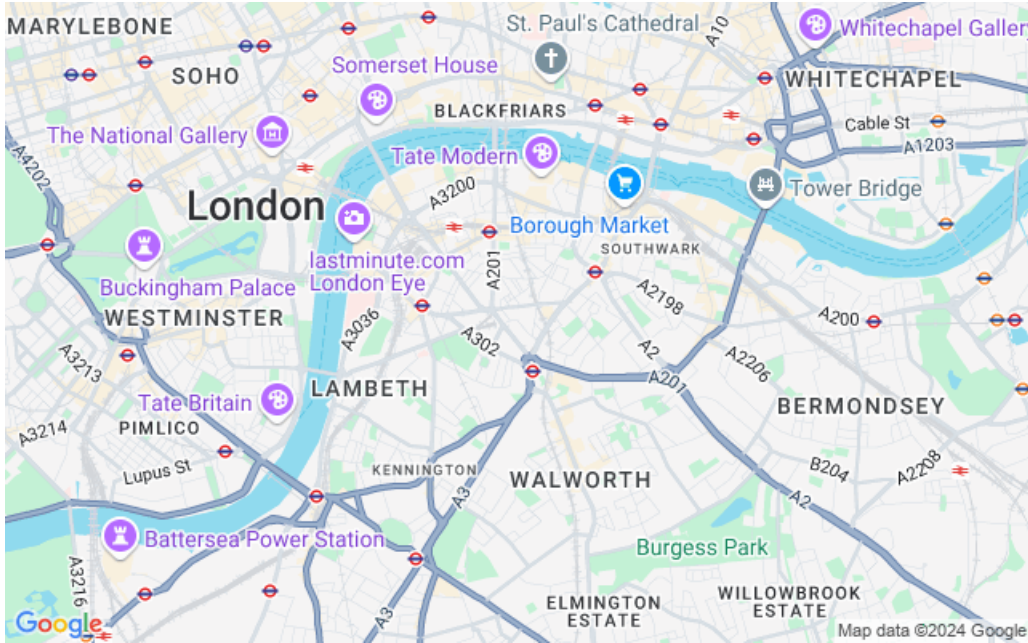 MARYLEBONE
St. Paul's Cathedral
A10
Whitechapel Gallery
SOHO
Somerset House
WHITECHAPEL
BLACKFRIARS
Cable St
The National Gallery
A1203
A4202
Tate Modern
A3200
Tower Bridge
London
Borough Market
SOUTHWARK
lastminute.com
London Eye
A201
Buckingham Palace
A2198
WESTMINSTER
A200
A3036
A302
A2
A2206
A3213
A201
LAMBETH
Tate Britain
BERMONDSEY
PIMLICO
A3214
Lupus St
KENNINGTON
WALWORTH
B204
A2208
A3
A2
Battersea Power Station
Burgess Park
A3216
A3
ELMINGTON
ESTATE
WILLOWBROOK
ESTATE
Google
Map data ©2024 Google